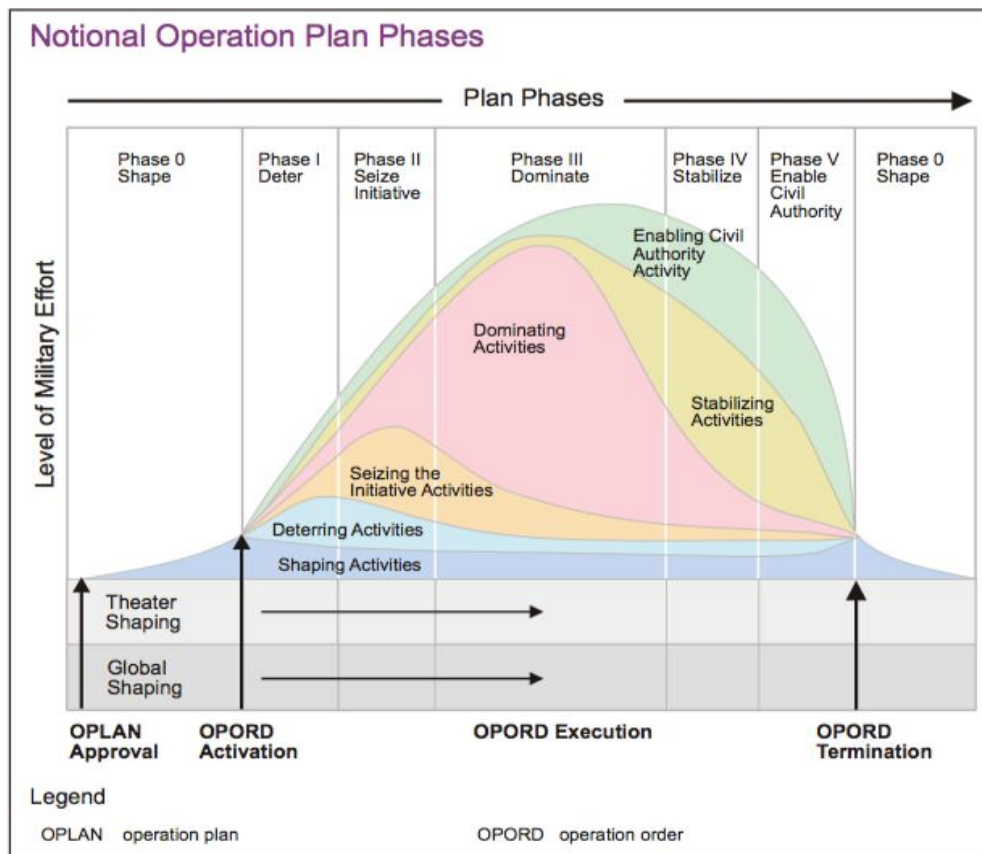 Notional Operation Plan Phases
Plan Phases
Phase 0
Shape
Phase I
Deter
Phase II
Seize
Initiative
Phase III
Dominate
Phase IV
Stabilize
Phase V
Enable
Civil
Authority
Phase 0
Shape
Level of Military Effort
Enabling Civil
Authority
Activity
Dominating
Activities
Stabilizing
Activities
Seizing the
Initiative Activities
Deterring Activities
Shaping Activities
Theater
Shaping
Global
Shaping
OPLAN
Approval
OPORD
Activation
OPORD Execution
OPORD
Termination
Legend
OPLAN operation plan
OPORD operation order